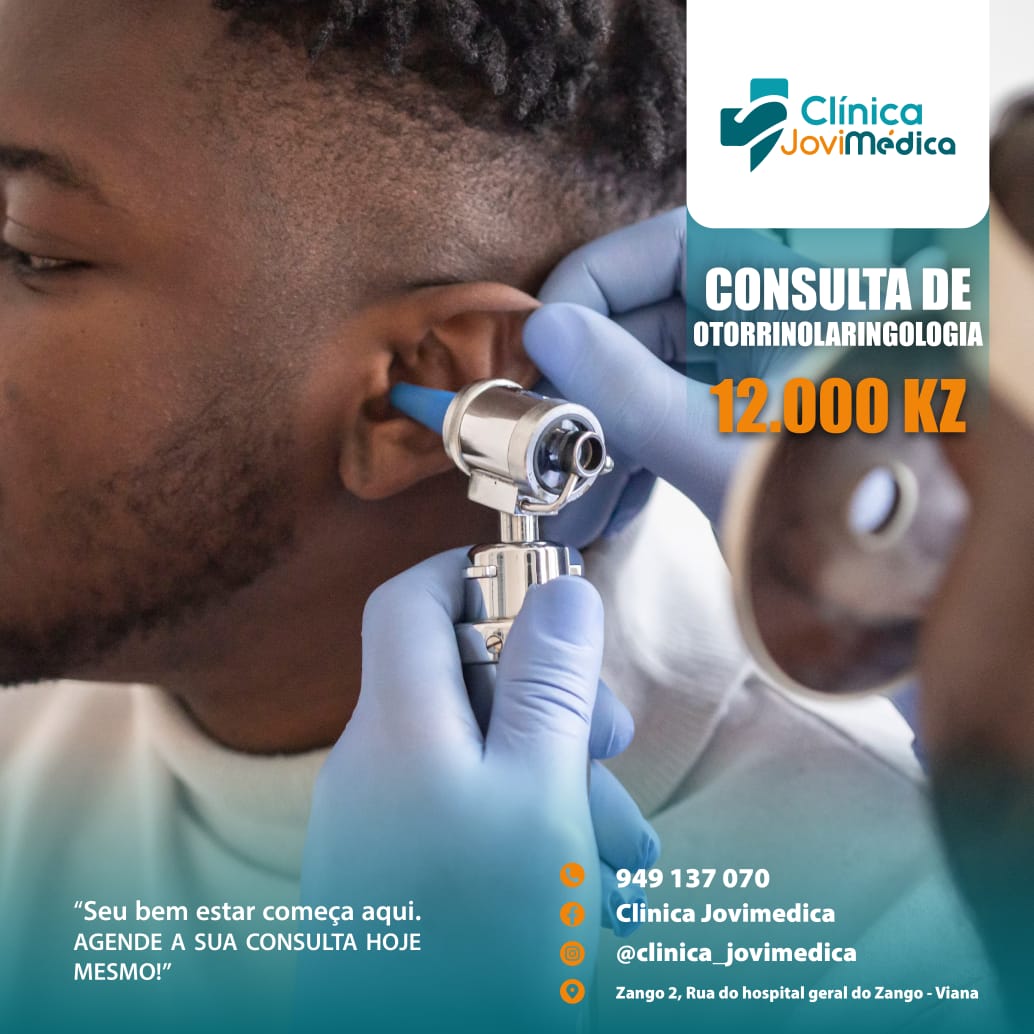 Clínica
JoviMédica
CONSULTA DE
OTORRINOLARINGOLOGIA
12.000 KZ
“Seu bem estar começa aqui.
AGENDE A SUA CONSULTA HOJE
MESMO!”
949 137 070
Clinica Jovimedica
@clinica_jovimedica
Zango 2, Rua do hospital geral do Zango - Viana